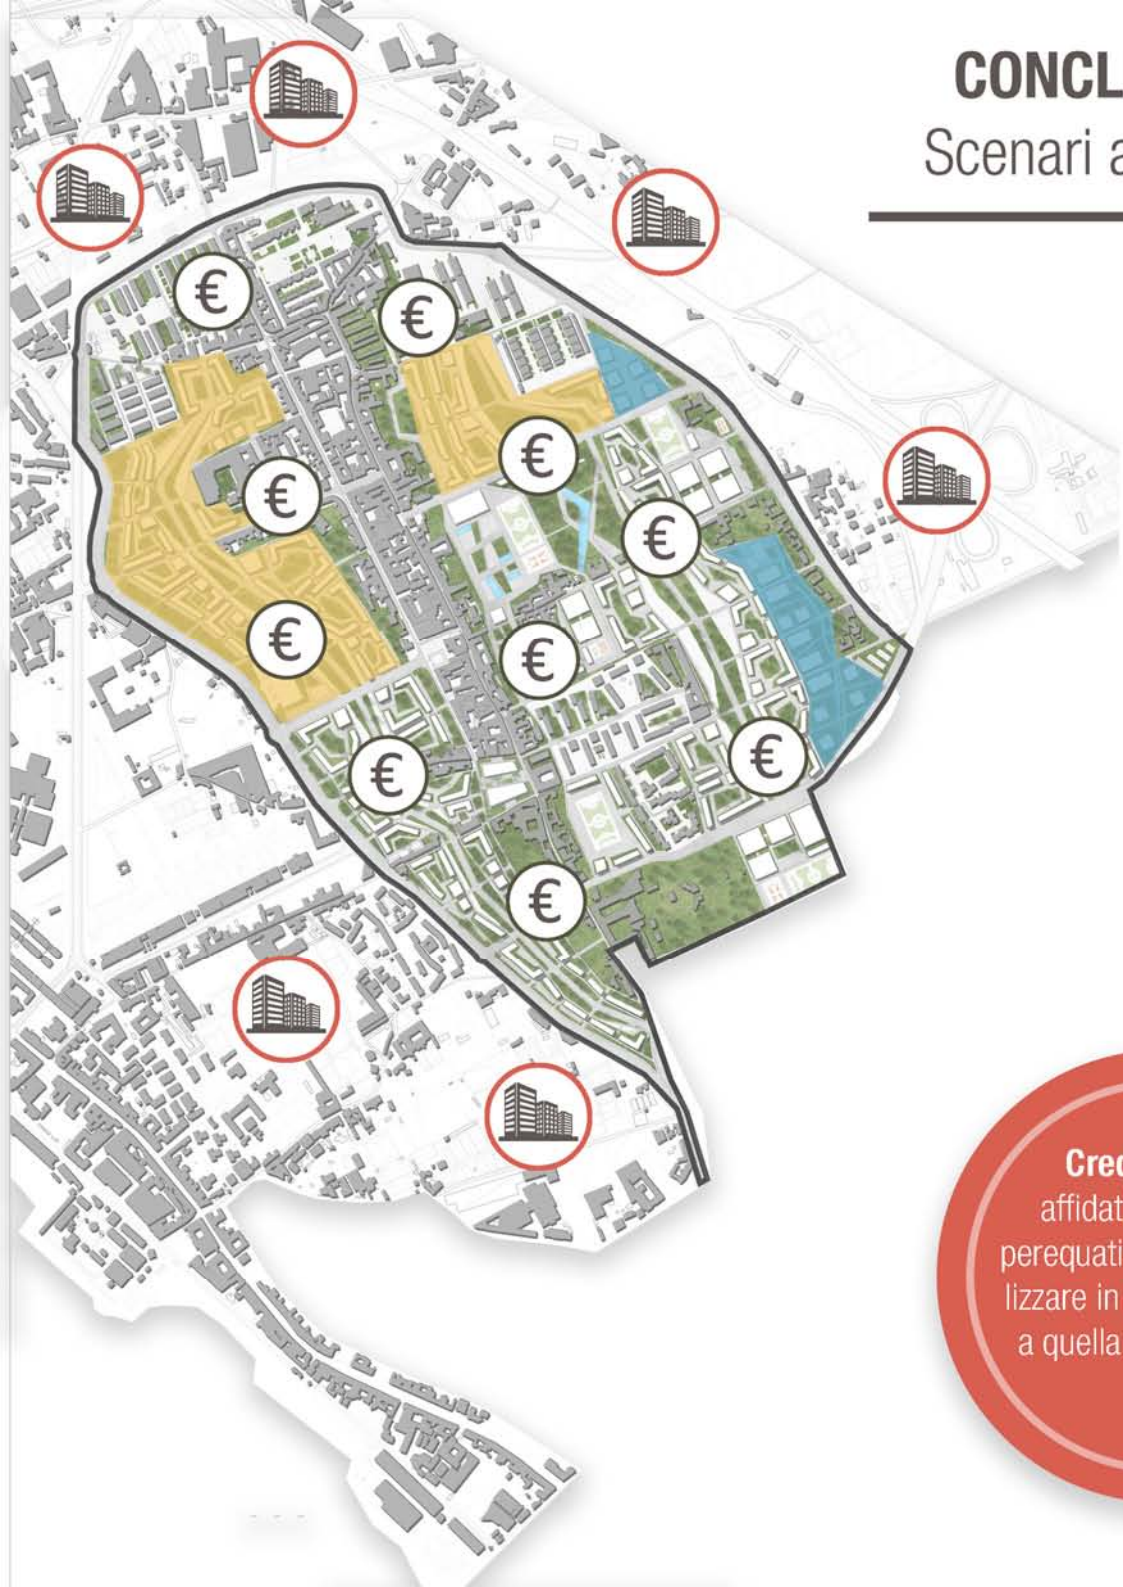 CONCL
Scenari a
€
€
€
€
€
€
€
€
€
€
Cred
affidat
perequati
lizzare in
a quella